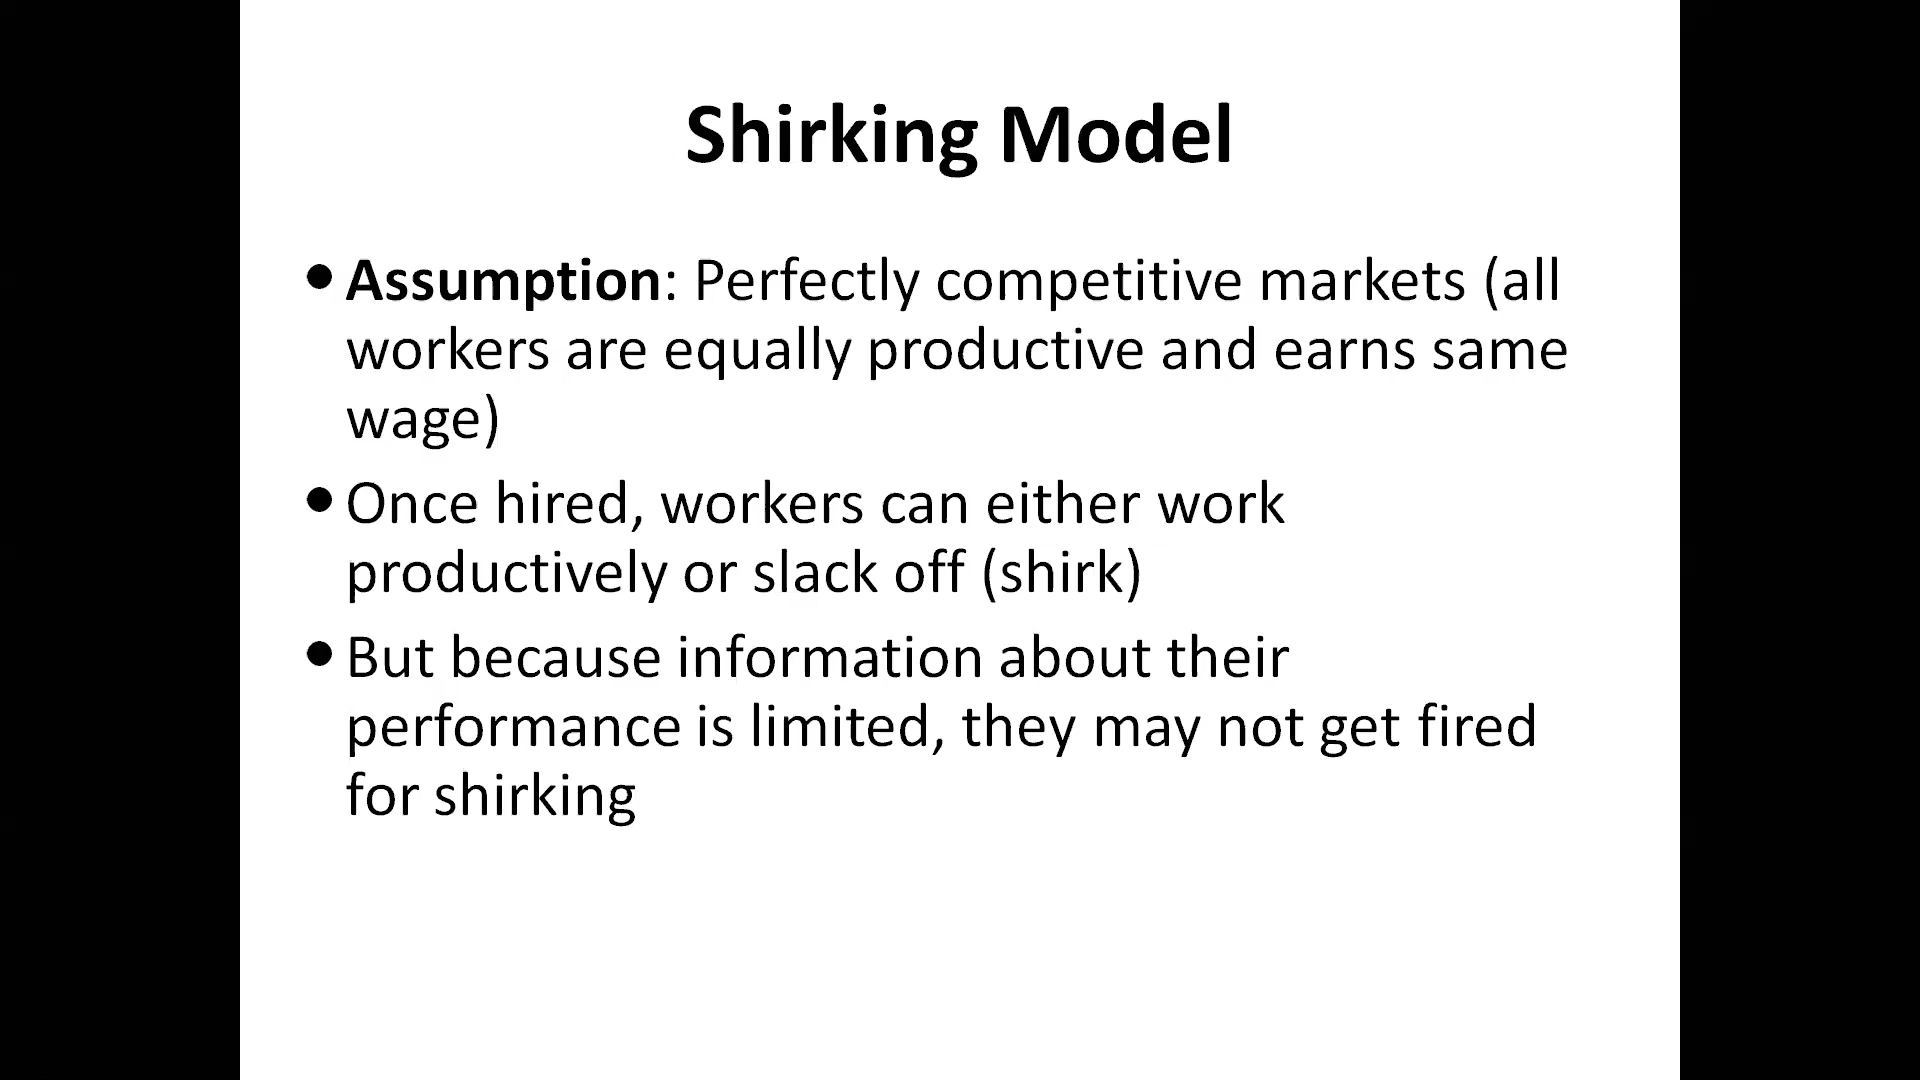 Shirking Model
• Assumption: Perfectly competitive markets (all
workers are equally productive and earns same
wage)
• Once hired, workers can either work
productively or slack off (shirk)
• But because information about their
performance is limited, they may not get fired
for shirking